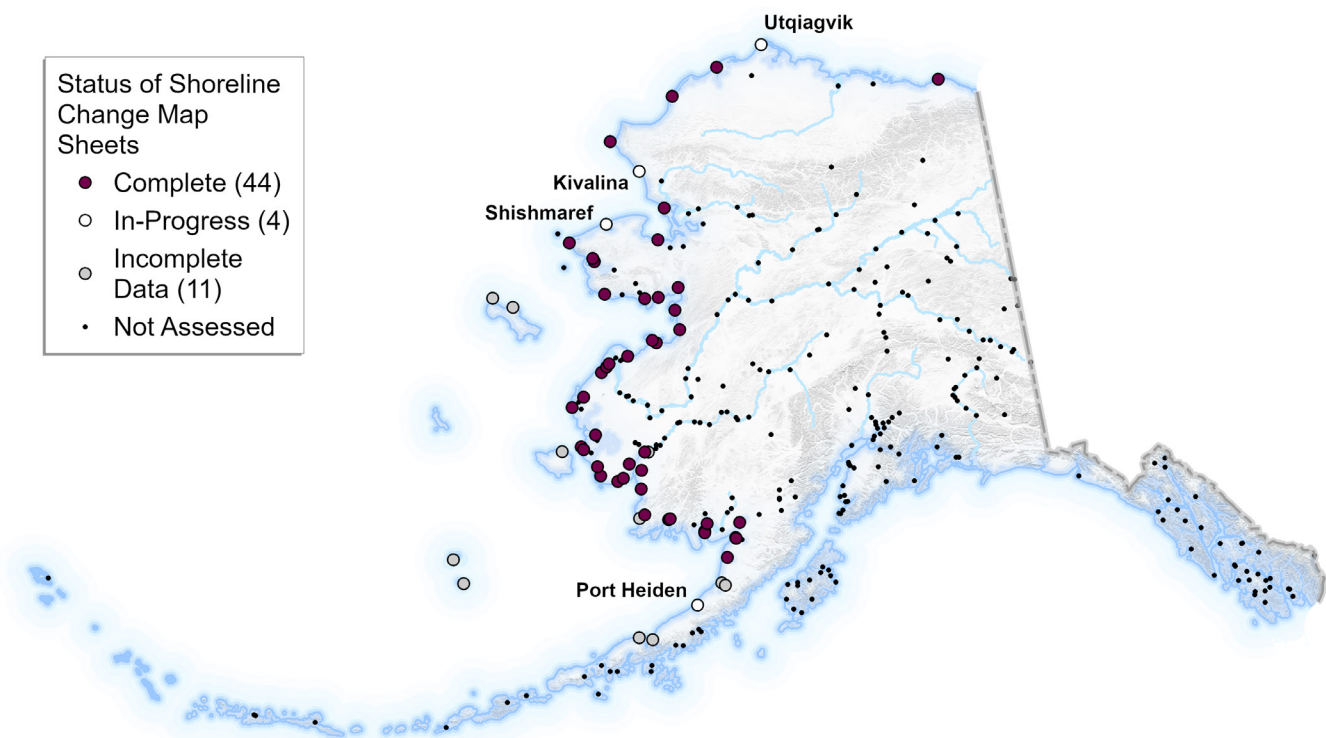 Utqiagvik
Status of Shoreline
Change Map
Sheets
Complete (44)
In-Progress (4)
Incomplete
Data (11)
Not Assessed
Kivalina
Shishmaref
Port Heiden